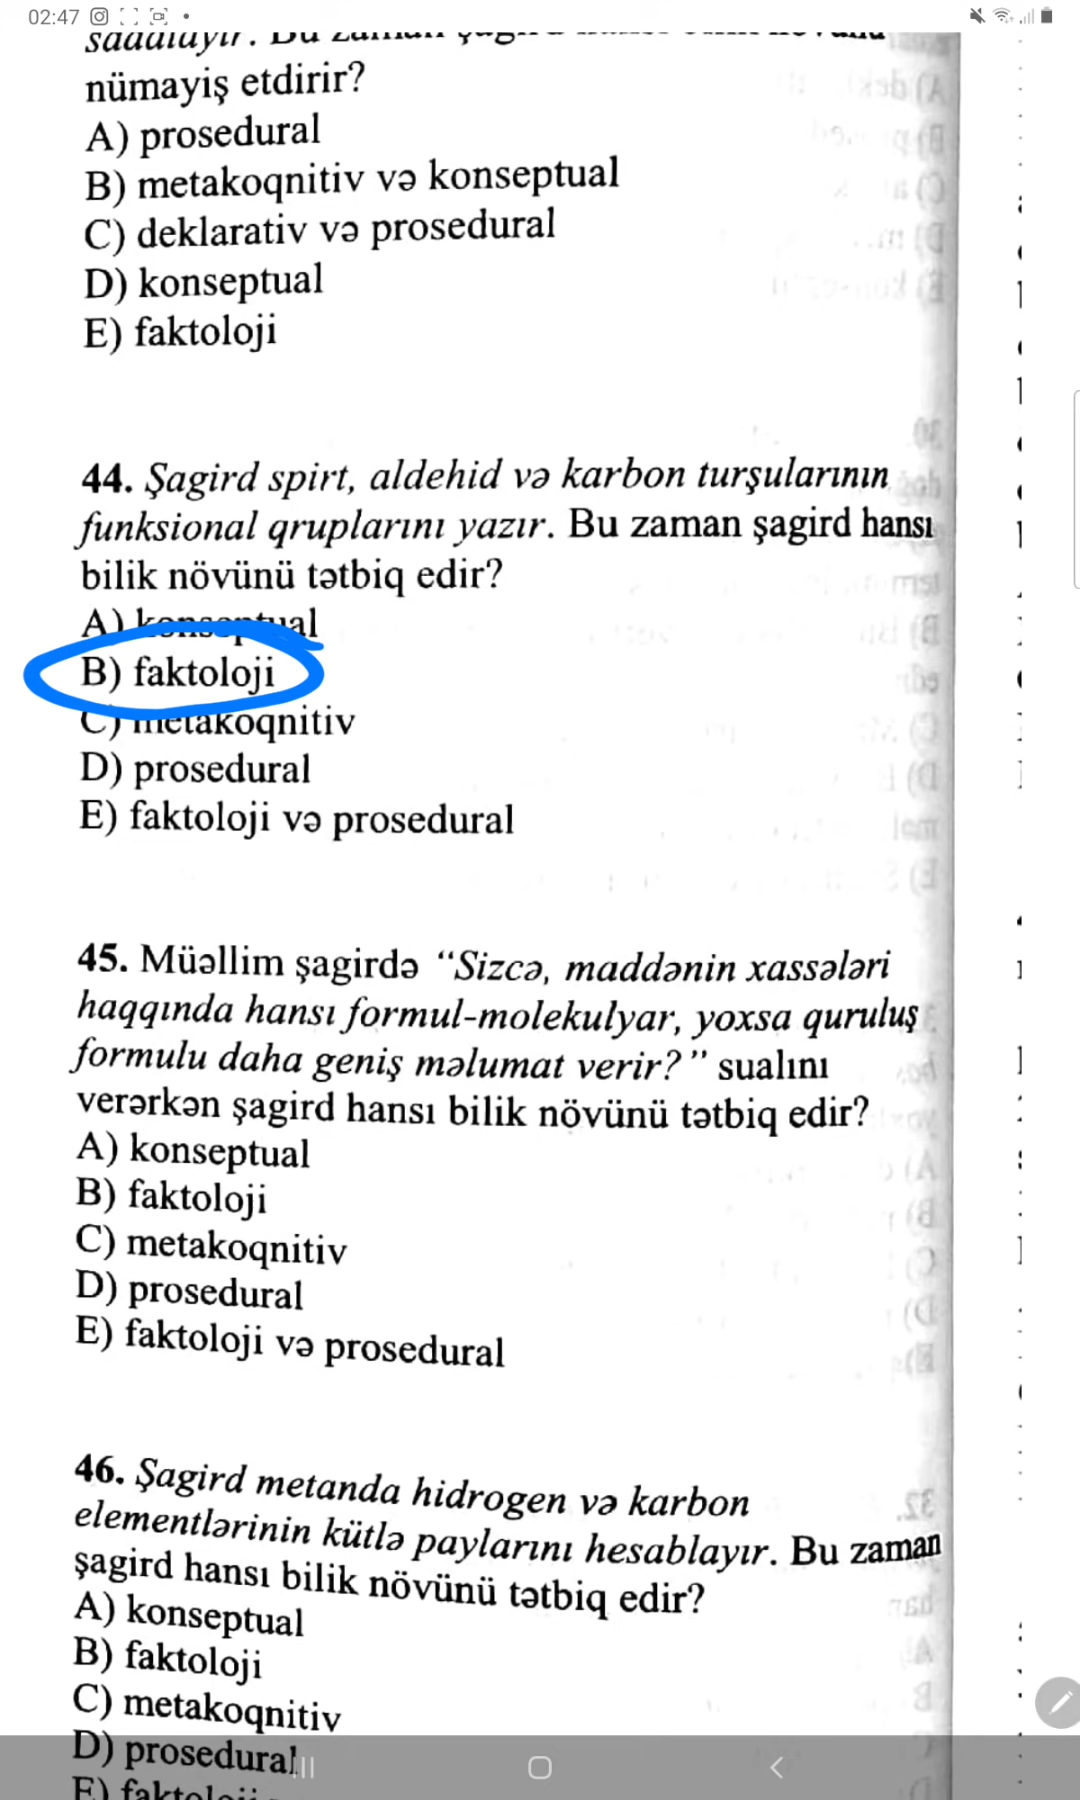 02:47
nümayiş etdirir?
A) prosedural
B) metakoqnitiv və konseptual
C) deklarativ və prosedural
D) konseptual
E) faktoloji
44. Şagird spirt, aldehid və karbon turşularının
funksional qruplarını yazır. Bu zaman şagird hansı
bilik növünü tətbiq edir?
A) konseptual
B) faktoloji
C) metakoqnitiv
D) prosedural
E) faktoloji və prosedural
45. Müəllim şagirdə “Sizcə, maddənin xassələri
haqqında hansı formul-molekulyar, yoxsa quruluş
formulu daha geniş məlumat verir?” sualını
verərkən şagird hansı bilik növünü tətbiq edir?
A) konseptual
B) faktoloji
C) metakoqnitiv
D) prosedural
E) faktoloji və prosedural
46. Şagird metanda hidrogen və karbon
elementlərinin kütlə paylarını hesablayır. Bu zaman
şagird hansı bilik növünü tətbiq edir?
A) konseptual
B) faktoloji
C) metakoqnitiv
D) prosedural
E) faktoloji